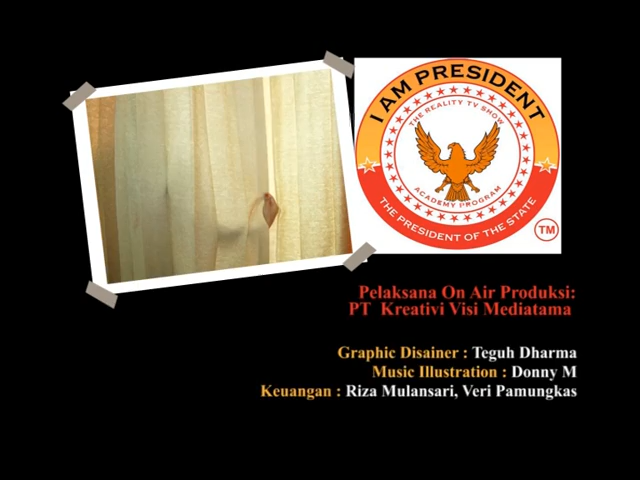 I AM PRESIDENT
THE REALITY TV SHOW
ACADEMY PROGRAM
THE PRESIDENT OF THE STATE
TM
Pelaksana On Air Produksi:
PT Kreativi Visi Mediatama
Graphic Disainer : Teguh Dharma
Music Illustration : Donny M
Keuangan : Riza Mulansari, Veri Pamungkas